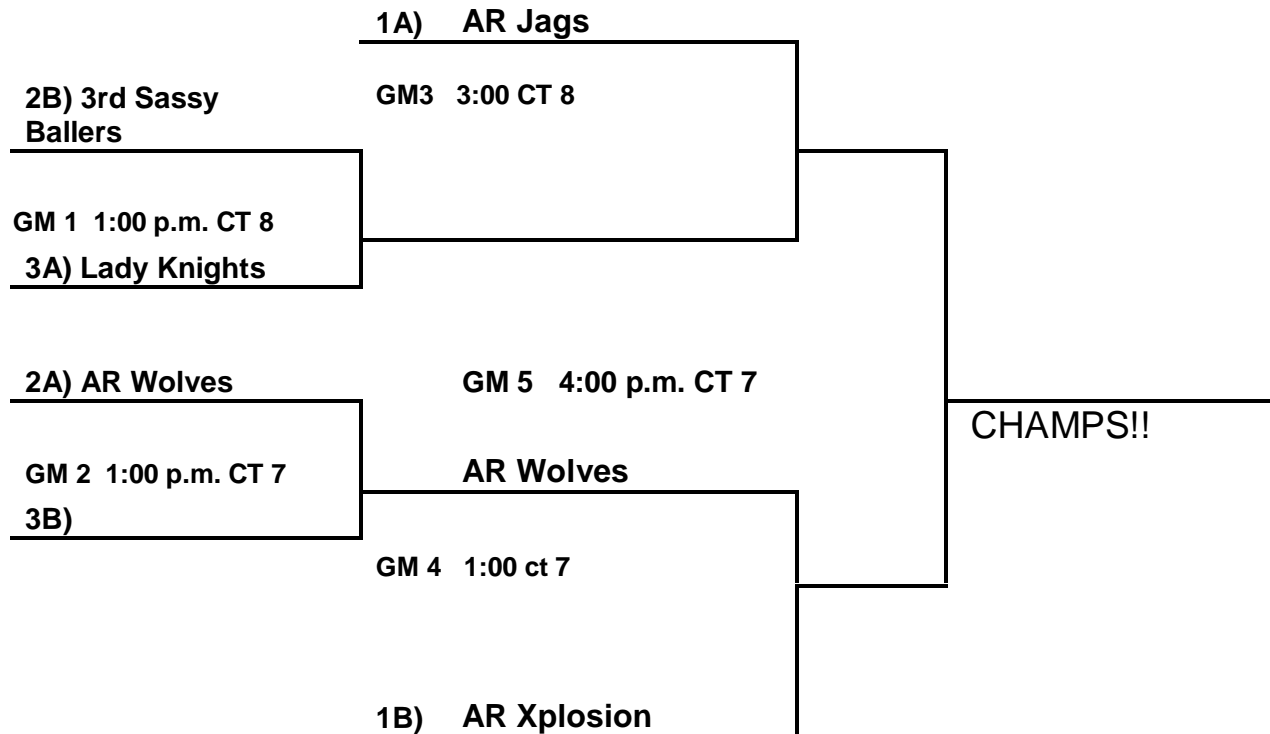 1A) AR Jags
2B) 3rd Sassy
Ballers
GM3 3:00 CT 8
GM 1 1:00 p.m. CT 8
3A) Lady Knights
2A) AR Wolves
GM 5 4:00 p.m. CT 7
CHAMPS!!
GM 2 1:00 p.m. CT 7
AR Wolves
3B)
GM 4 1:00 ct 7
1B) AR Xplosion